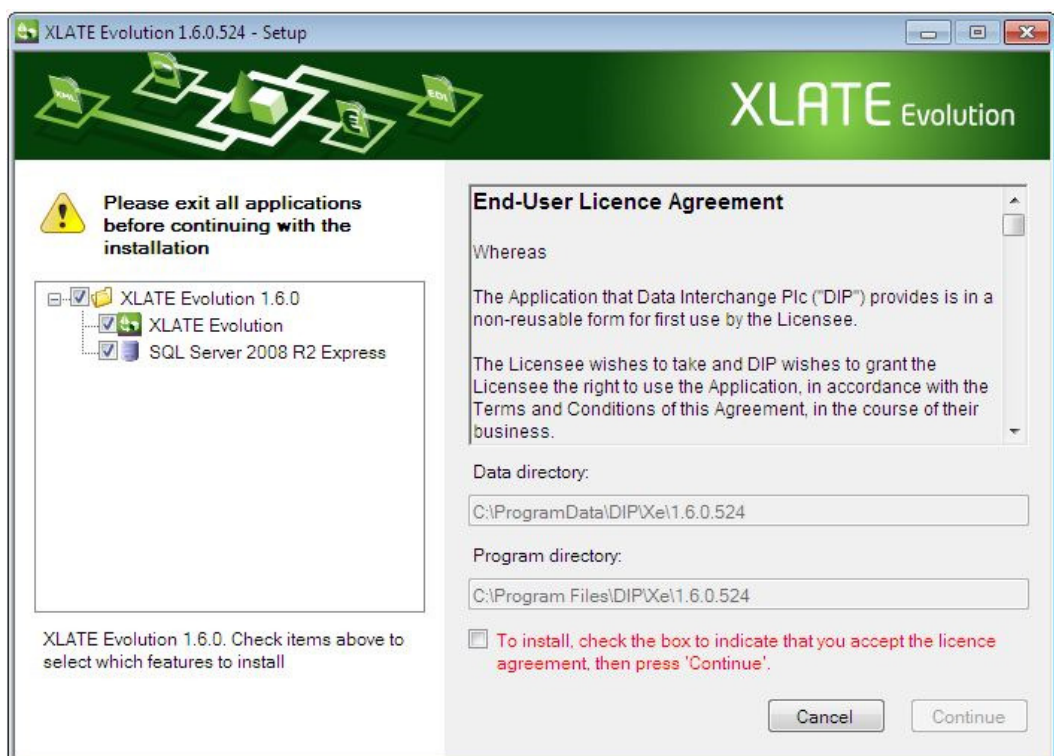 XLATE Evolution 1.6.0.524 - Setup
XML
€
EDI
XLATE Evolution
Please exit all applications
before continuing with the
installation
XLATE Evolution 1.6.0
XLATE Evolution
SQL Server 2008 R2 Express
XLATE Evolution 1.6.0. Check items above to
select which features to install
End-User Licence Agreement
Whereas
The Application that Data Interchange Plc ("DIP") provides is in a
non-reusable form for first use by the Licensee.
The Licensee wishes to take and DIP wishes to grant the
Licensee the right to use the Application, in accordance with the
Terms and Conditions of this Agreement, in the course of their
business.
Data directory:
C:\ProgramData\DIP\Xe\1.6.0.524
Program directory:
C:\Program Files\DIP\Xe\1.6.0.524
To install, check the box to indicate that you accept the licence
agreement, then press 'Continue'.
Cancel
Continue